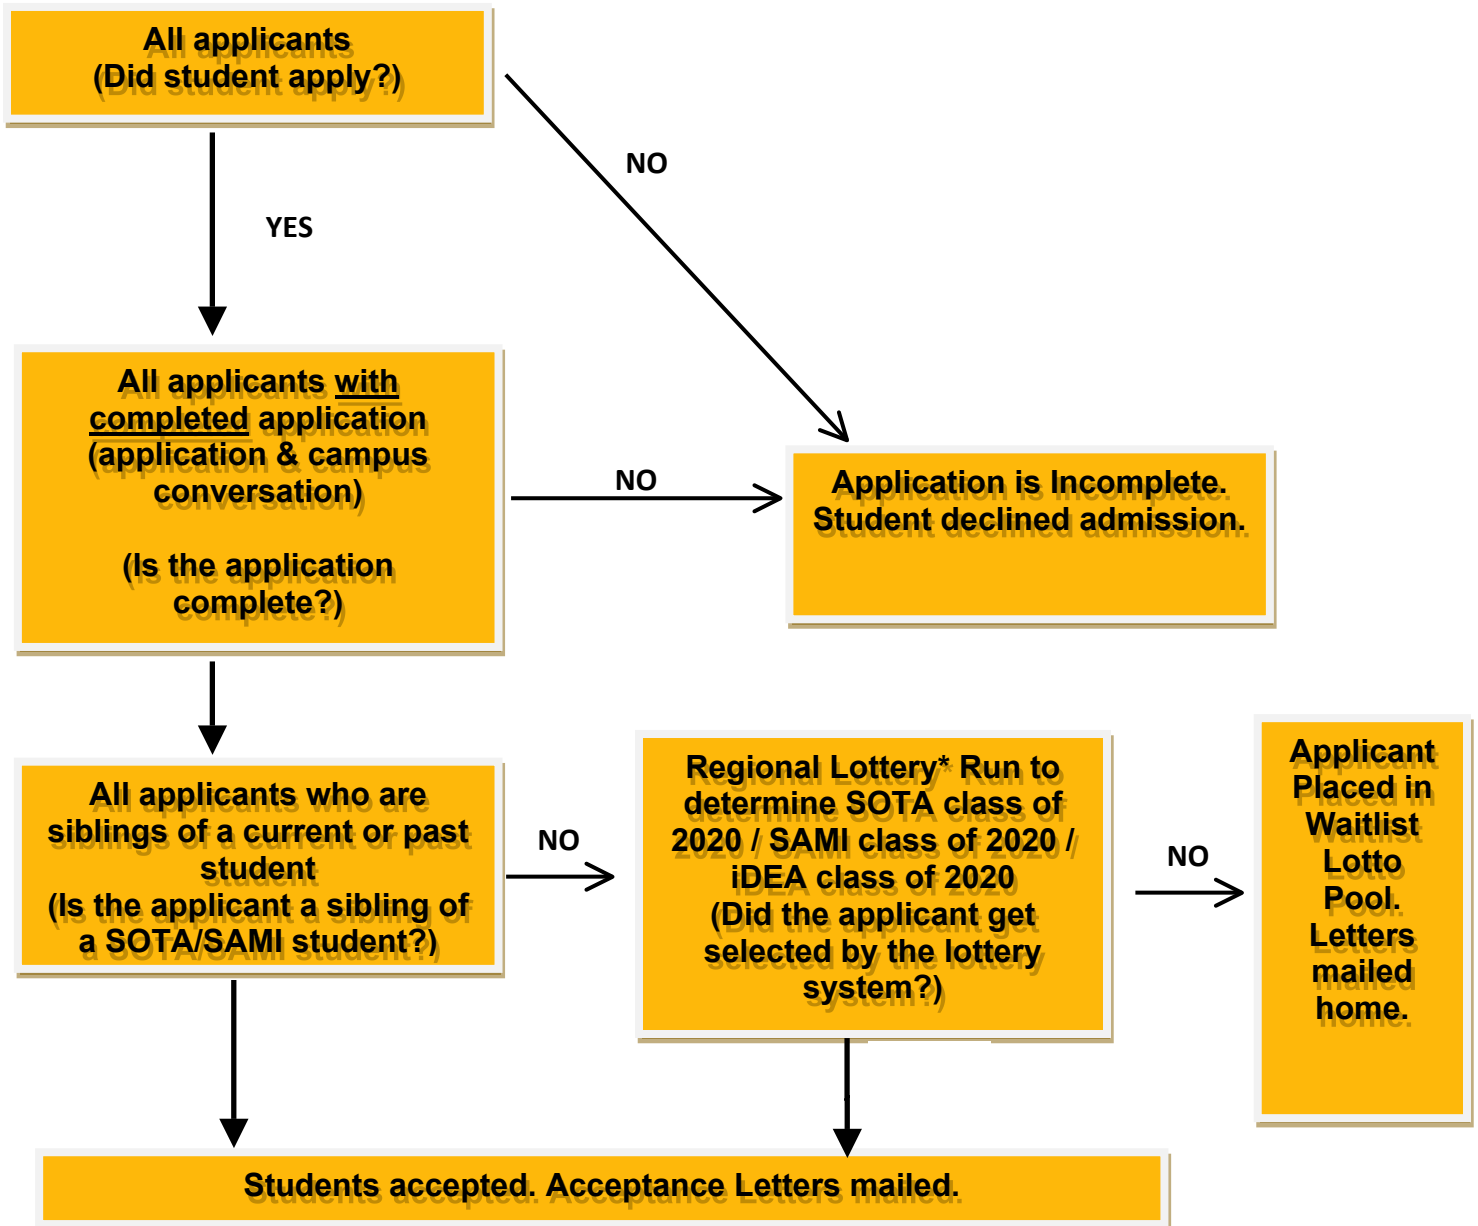 All applicants
(Did student apply?)
NO
YES
All applicants with
completed application
(application & campus
conversation)
(Is the application
complete?)
NO
Application is Incomplete.
Student declined admission.
All applicants who are
siblings of a current or past
student
(Is the applicant a sibling of
a SOTA/SAMI student?)
NO
Regional Lottery* Run to
determine SOTA class of
2020 / SAMI class of 2020 /
iDEA class of 2020
(Did the applicant get
selected by the lottery
system?)
NO
Applicant
Placed in
Waitlist
Lotto
Pool.
Letters
mailed
home.
Students accepted. Acceptance Letters mailed.